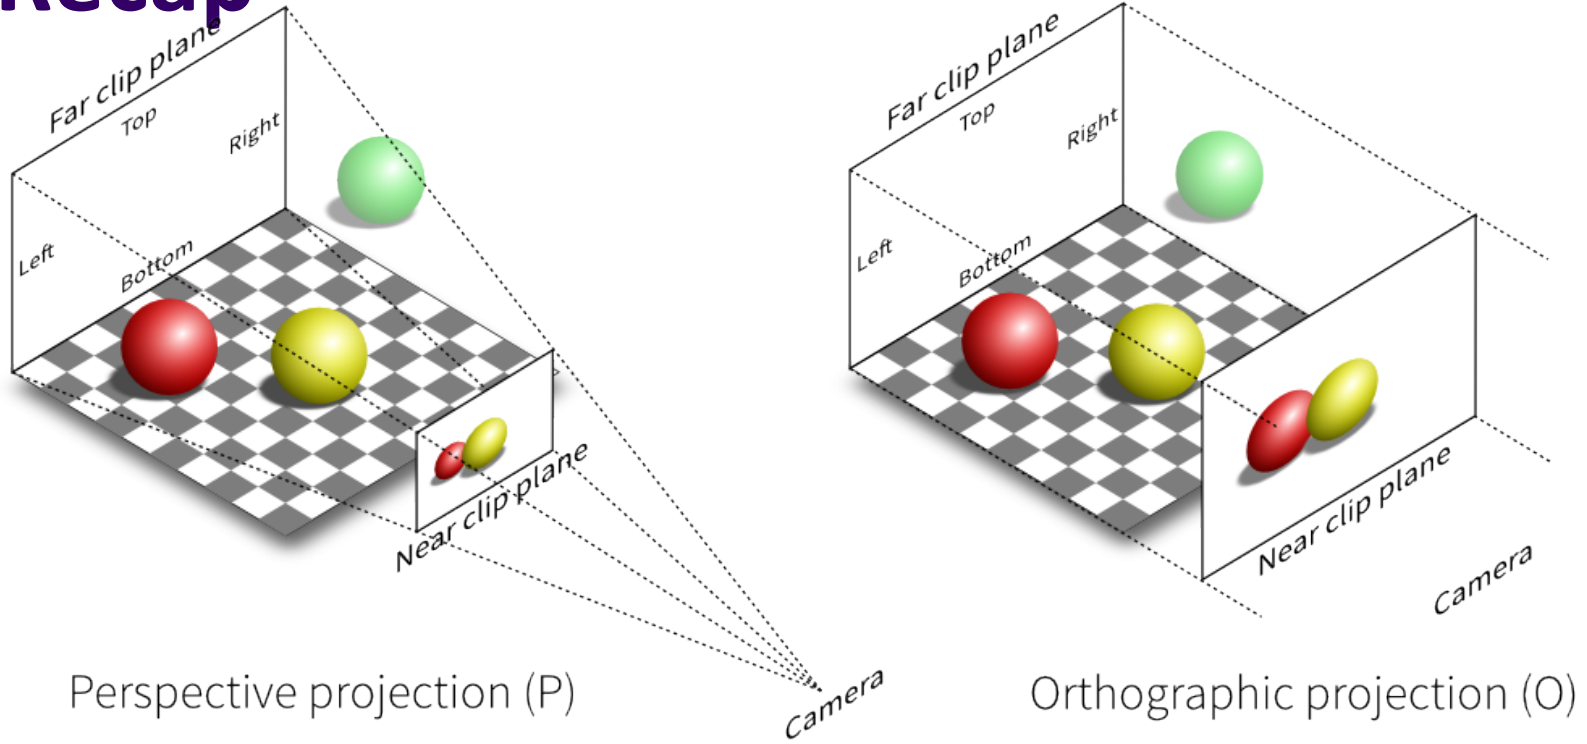 Recap
Far clip plane
Top
Right
Left
Bottom
Near clip plane
Camera
Perspective projection (P)
Far clip plane
Top
Right
Left
Bottom
Near clip plane
Camera
Orthographic projection (O)